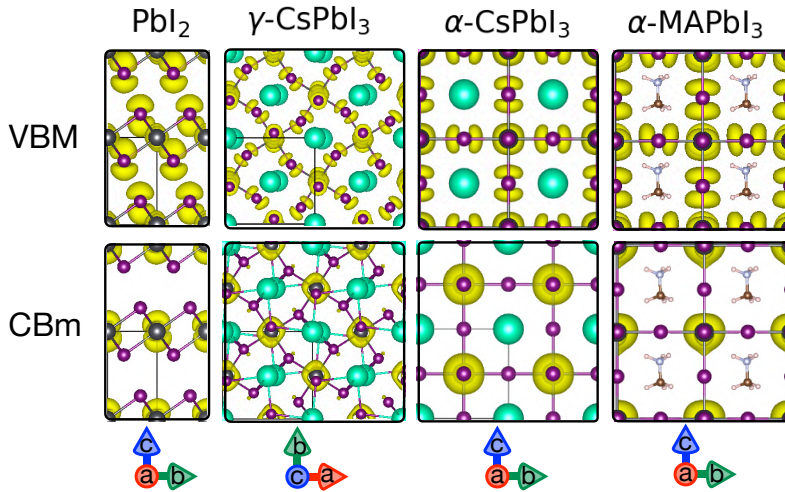 PbI₂ γ-CsPbI₃ α-CsPbI₃ α-MAPbI₃
VBM
CBm
c b c c
a b c a a b a b